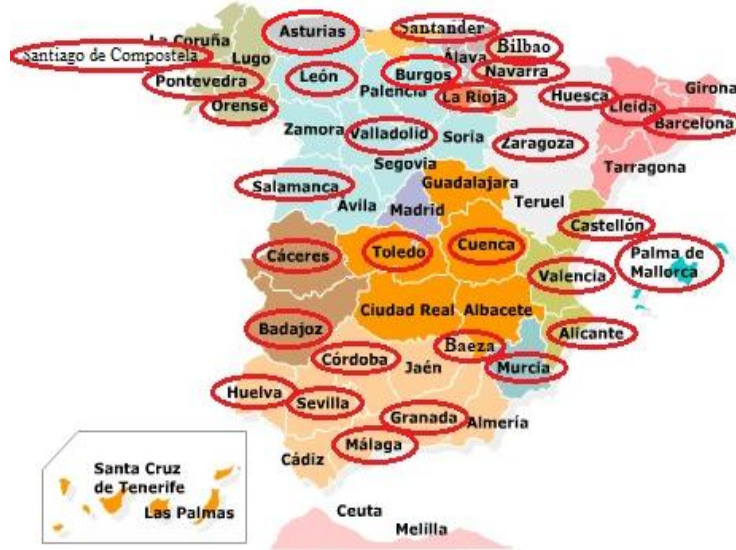 Asturias
Santander
La Coruña
Lugo
Álava
Bilbao
Santiago de Compostela
Pontevedra
León
Burgos
Navarra
Palencia
Orense
La Rioja
Huesca
Lleida
Girona
Barcelona
Zamora
Valladolid
Soria
Zaragoza
Segovia
Tarragona
Salamanca
Guadalajara
Ávila
Madrid
Teruel
Castellón
Cáceres
Toledo
Cuenca
Palma de
Mallorca
Valencia
Ciudad Real
Albacete
Badajoz
Baeza
Alicante
Córdoba
Jaén
Murcia
Huelva
Sevilla
Granada
Almería
Málaga
Cádiz
Santa Cruz
de Tenerife
Las Palmas
Ceuta
Melilla